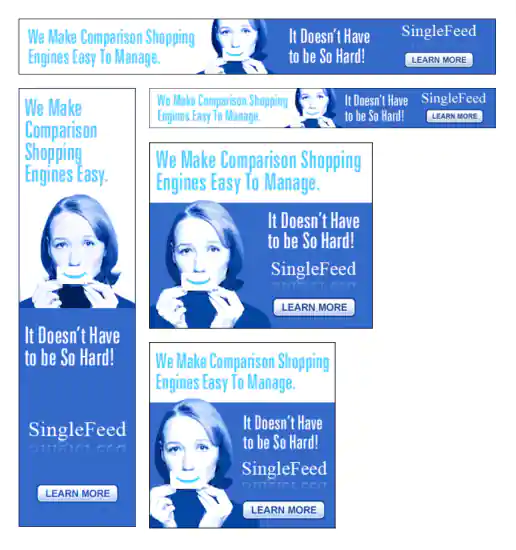 We Make Comparison Shopping
Engines Easy To Manage.
It Doesn't Have
to be So Hard!
SingleFeed
LEARN MORE
We Make
Comparison
Shopping
Engines Easy.
It Doesn't Have
to be So Hard!
SingleFeed
LEARN MORE
We Make Comparison Shopping
Engines Easy To Manage.
It Doesn't Have
to be So Hard!
SingleFeed
LEARN MORE
We Make Comparison Shopping
Engines Easy To Manage.
It Doesn't Have
to be So Hard!
SingleFeed
LEARN MORE
We Make Comparison Shopping
Engines Easy To Manage.
It Doesn't Have
to be So Hard!
SingleFeed
LEARN MORE